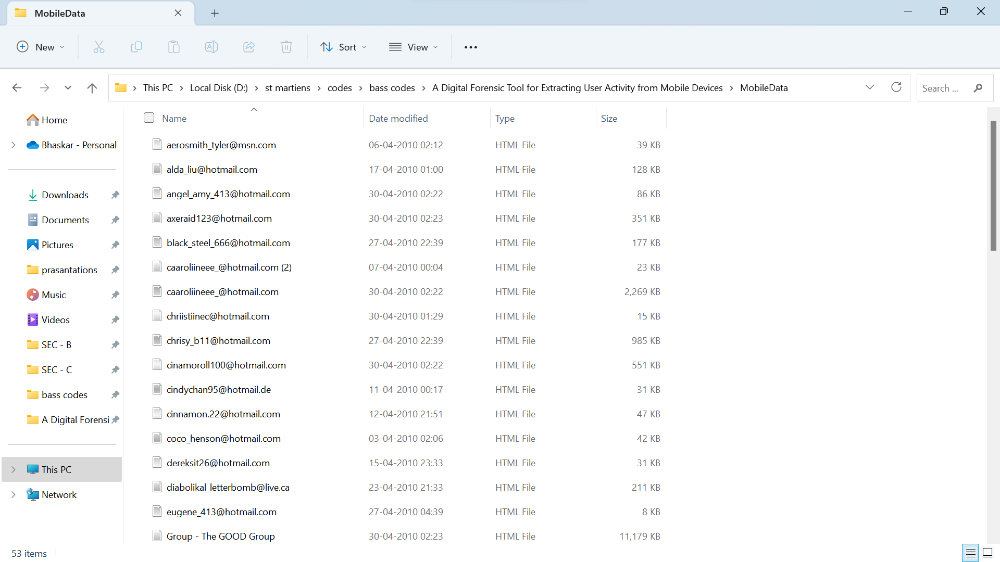 MobileData
New
Sort
View
This PC > Local Disk (D:) > st martiens > codes > bass codes > A Digital Forensic Tool for Extracting User Activity from Mobile Devices > MobileData
Search ...
Home
Bhaskar - Personal
Downloads
Documents
Pictures
prasantations
Music
Videos
SEC - B
SEC - C
bass codes
A Digital Forensi
This PC
Network
Name Date modified Type Size
aerosmith_tyler@msn.com 06-04-2010 02:12 HTML File 39 KB
alda_liu@hotmail.com 17-04-2010 01:00 HTML File 128 KB
angel_amy_413@hotmail.com 30-04-2010 02:22 HTML File 86 KB
axeraid123@hotmail.com 30-04-2010 02:23 HTML File 351 KB
black_steel_666@hotmail.com 27-04-2010 22:39 HTML File 177 KB
caaroliineee_@hotmail.com (2) 07-04-2010 00:04 HTML File 23 KB
caaroliineee_@hotmail.com 30-04-2010 02:22 HTML File 2,269 KB
chriistiinec@hotmail.com 30-04-2010 01:29 HTML File 15 KB
chrisy_b11@hotmail.com 27-04-2010 22:39 HTML File 985 KB
cinamoroll100@hotmail.com 30-04-2010 02:22 HTML File 551 KB
cindychan95@hotmail.de 11-04-2010 00:17 HTML File 31 KB
cinnamon.22@hotmail.com 12-04-2010 21:51 HTML File 47 KB
coco_henson@hotmail.com 03-04-2010 02:06 HTML File 42 KB
dereksit26@hotmail.com 15-04-2010 23:33 HTML File 31 KB
diabolikal_letterbomb@live.ca 23-04-2010 21:33 HTML File 211 KB
eugene_413@hotmail.com 27-04-2010 04:39 HTML File 8 KB
Group - The GOOD Group 30-04-2010 02:23 HTML File 11,179 KB
53 items